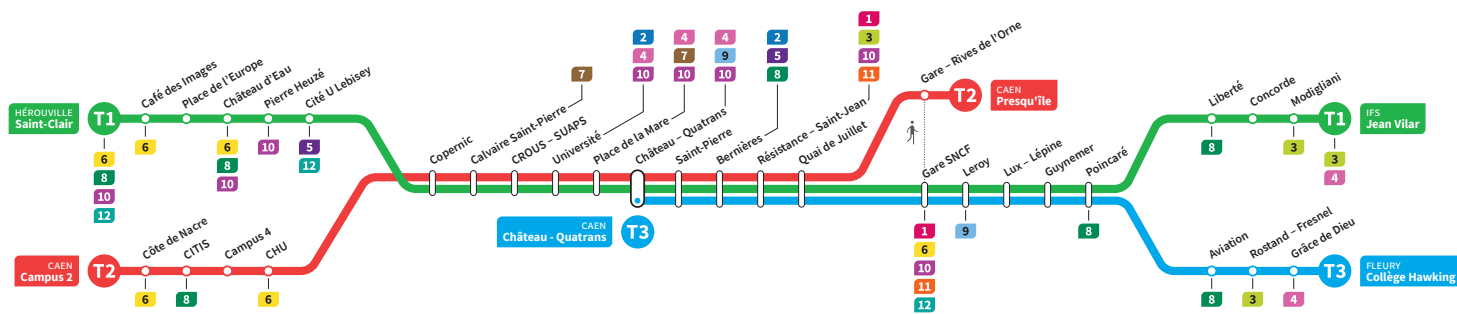 HÉROUVILLE
Saint-Clair
T1
6
8
10
12
Café des Images
6
Place de l'Europe
Château d'Eau
6
8
10
Pierre Heuzé
10
Cité U Lebisey
5
12
CAEN
Campus 2
T2
Côte de Nacre
6
CITIS
8
Campus 4
CHU
6
Copernic
Calvaire Saint-Pierre
7
CROUS – SUAPS
Université
2
4
10
Place de la Mare
4
7
10
Château – Quatrans
4
9
10
CAEN
Château - Quatrans
T3
Saint-Pierre
Bernières
2
5
8
Résistance – Saint-Jean
1
3
10
11
Quai de Juillet
Gare – Rives de l'Orne
T2
CAEN
Presqu'île
Gare SNCF
1
6
10
11
12
Leroy
9
Lux – Lépine
Guynemer
Poincaré
8
Liberté
8
Concorde
Modigliani
3
T1
IFS
Jean Vilar
3
4
Aviation
8
Rostand – Fresnel
3
Grâce de Dieu
4
T3
FLEURY
Collège Hawking